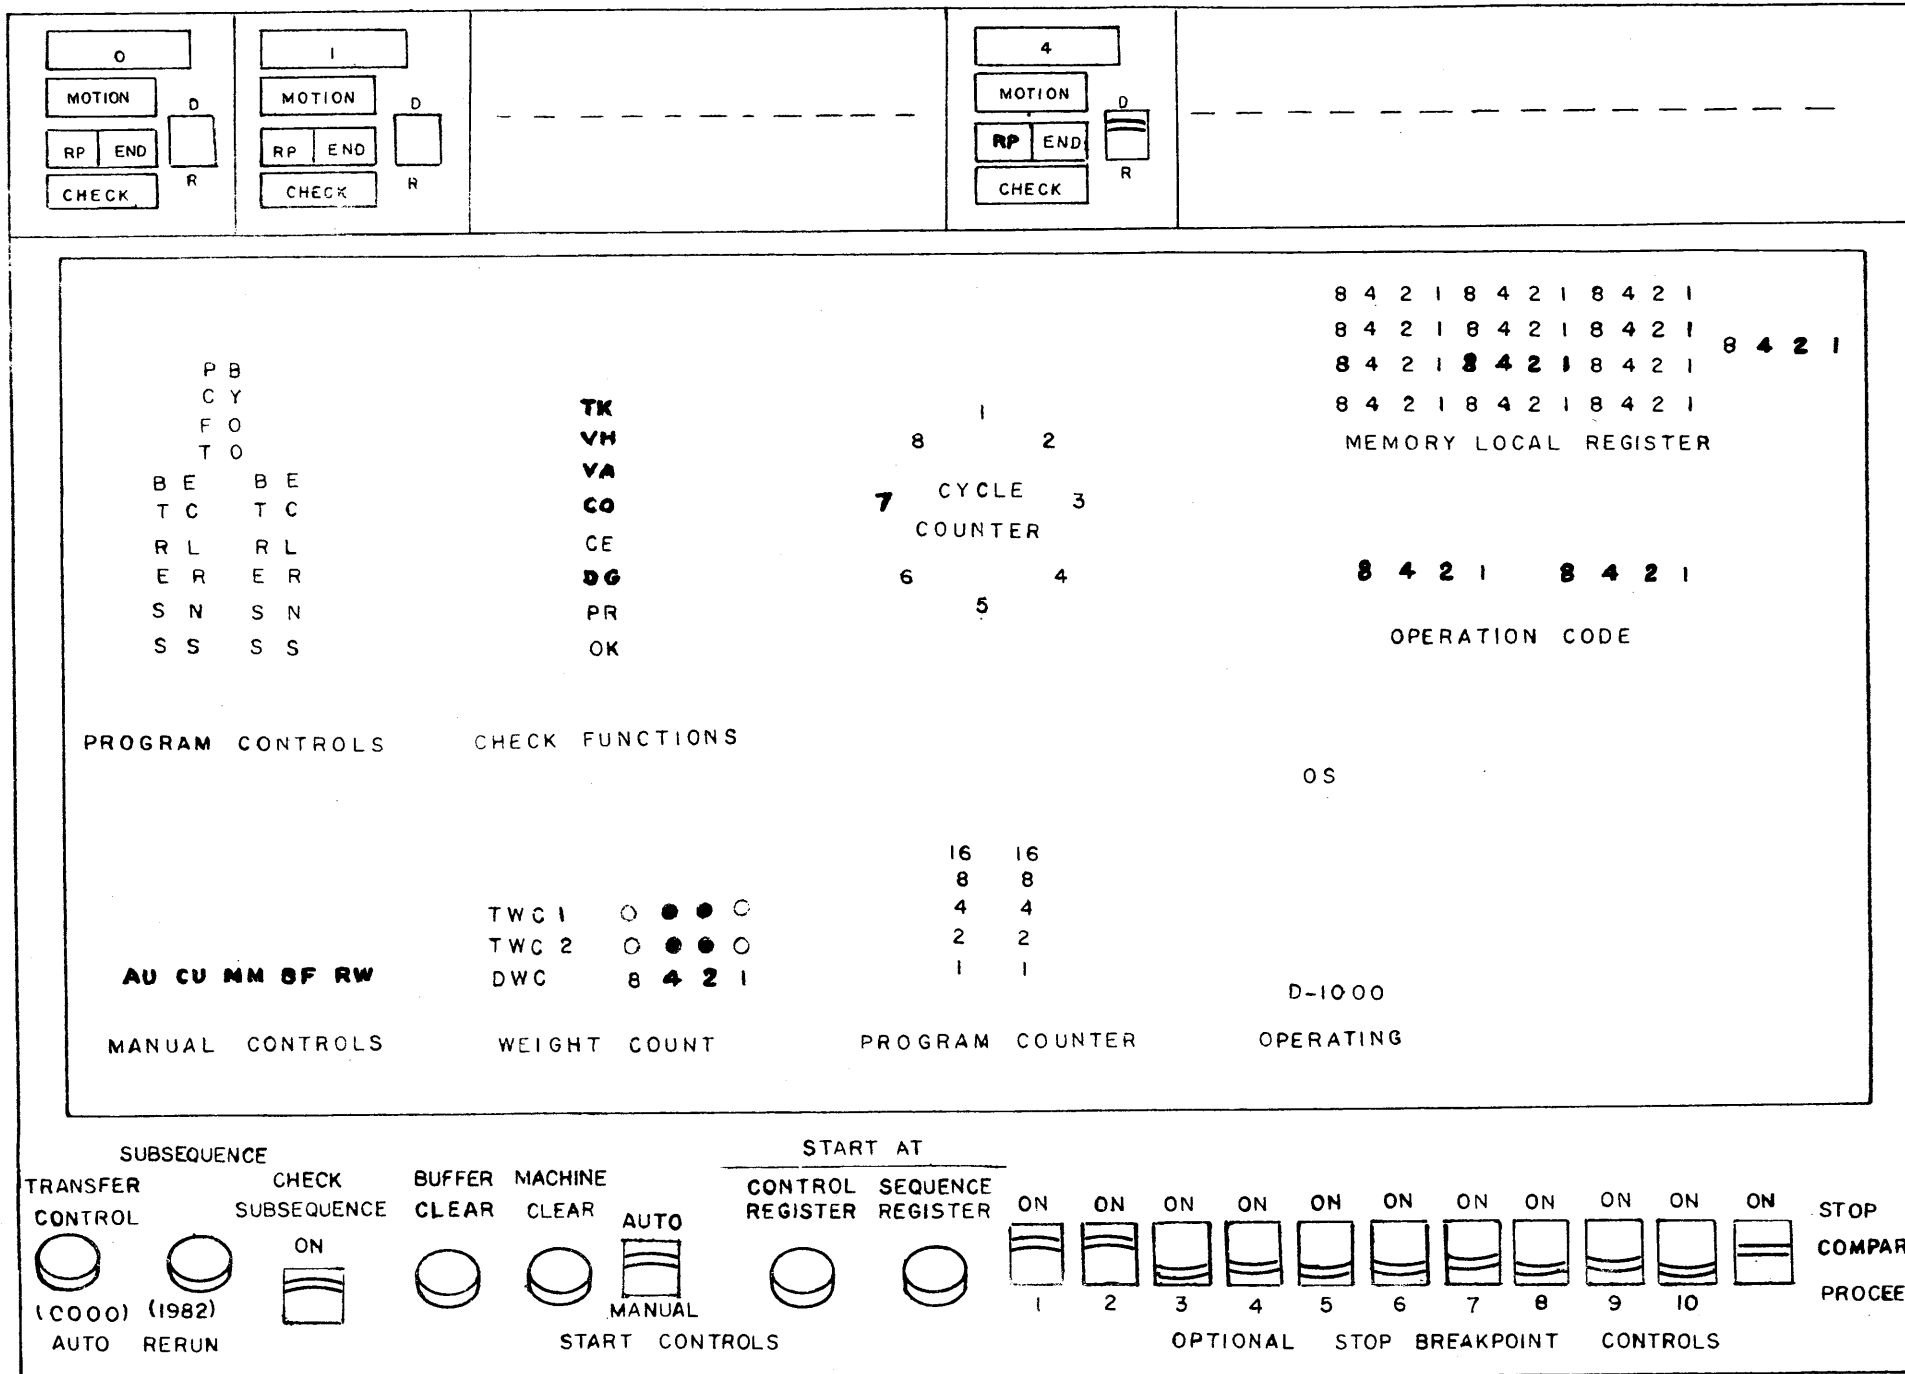 0 1 4
MOTION MOTION MOTION
D D D
RP END RP END RP END
R R R
CHECK CHECK CHECK
8 4 2 1 8 4 2 1 8 4 2 1
8 4 2 1 8 4 2 1 8 4 2 1
8 4 2 1
8 4 2 1 8 4 2 1 8 4 2 1
8 4 2 1 8 4 2 1 8 4 2 1
MEMORY LOCAL REGISTER
P B
C Y
F O
T O
B E B E
T C T C
R L R L
E R E R
S N S N
S S S S
PROGRAM CONTROLS
TK
VH
VA
CO
CE
DG
PR
OK
CHECK FUNCTIONS
1
8 2
7 CYCLE 3
COUNTER
6 4
5
8 4 2 1 8 4 2 1
OPERATION CODE
OS
AU CU MM BF RW
MANUAL CONTROLS
TWC 1
TWC 2
DWC 8 4 2 1
WEIGHT COUNT
16 16
8 8
4 4
2 2
1 1
PROGRAM COUNTER
D-1000
OPERATING
SUBSEQUENCE
TRANSFER
CONTROL
(C000) (1982)
AUTO RERUN
CHECK
SUBSEQUENCE
ON
BUFFER
CLEAR
MACHINE
CLEAR
AUTO
MANUAL
START AT
CONTROL
REGISTER
SEQUENCE
REGISTER
START CONTROLS
ON ON ON ON ON ON ON ON ON ON ON
STOP
COMPAR
PROCEE
1 2 3 4 5 6 7 8 9 10
OPTIONAL STOP BREAKPOINT CONTROLS